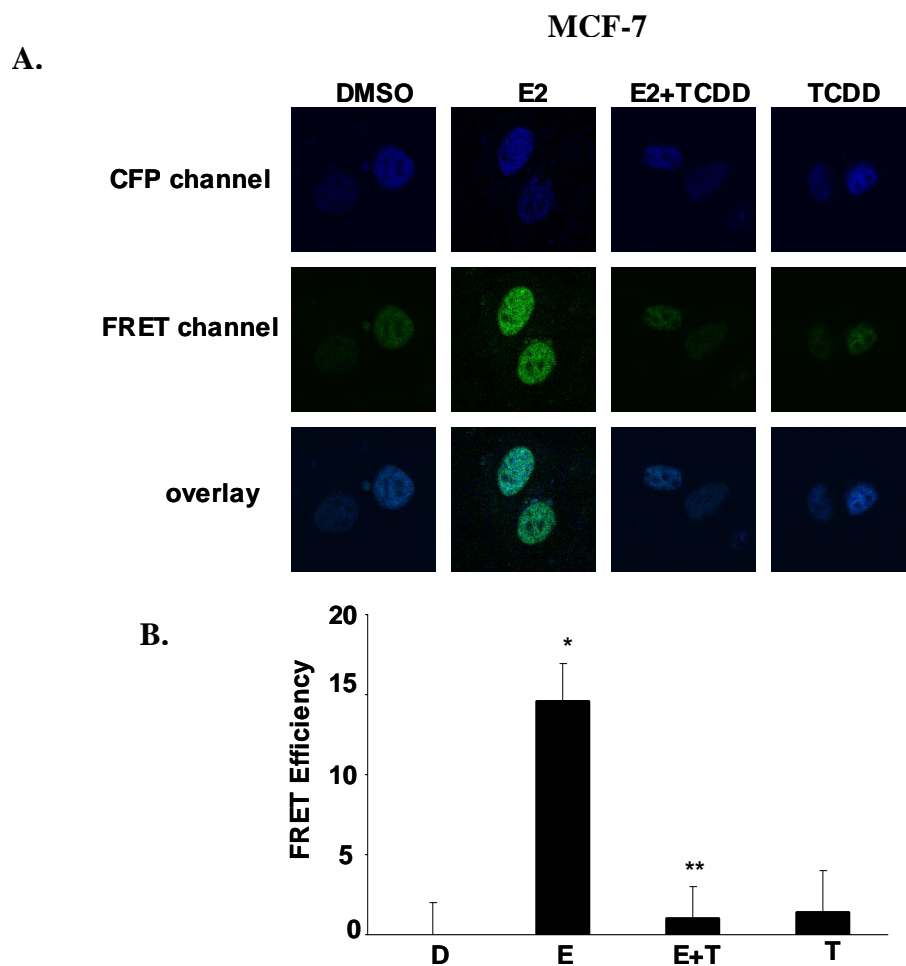 MCF-7
A.
DMSO E2 E2+TCDD TCDD
CFP channel
FRET channel
overlay
B.
FRET Efficiency
20
15
10
5
0
*
**
D E E+T T